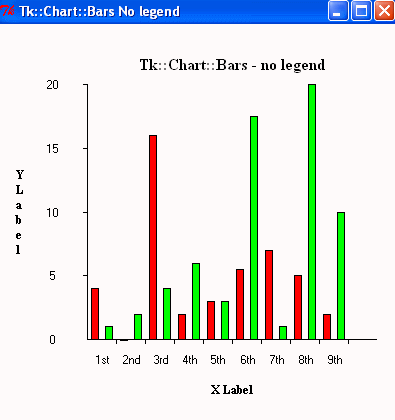 Tk::Chart::Bars No legend
Tk::Chart::Bars - no legend
20
15
10
5
0
Y Label
1st 2nd 3rd 4th 5th 6th 7th 8th 9th
X Label